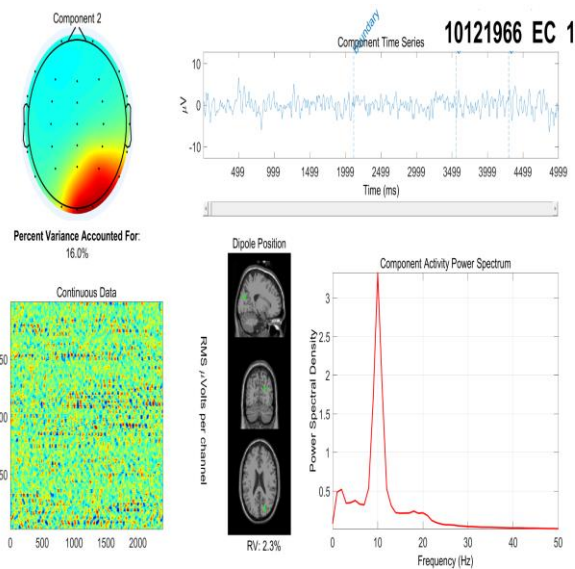 Component 2
10121966 EC 1
Boundary
Component Time Series
10
0
-10
μV
499 999 1499 1999 2499 2999 3499 3999 4499 4999
Time (ms)
Percent Variance Accounted For:
16.0%
Dipole Position
RV: 2.3%
Continuous Data
50
00
50
0 500 1000 1500 2000
RMS μVolts per channel
Component Activity Power Spectrum
3
2.5
2
1.5
1
0.5
Power Spectral Density
0 10 20 30 40 50
Frequency (Hz)